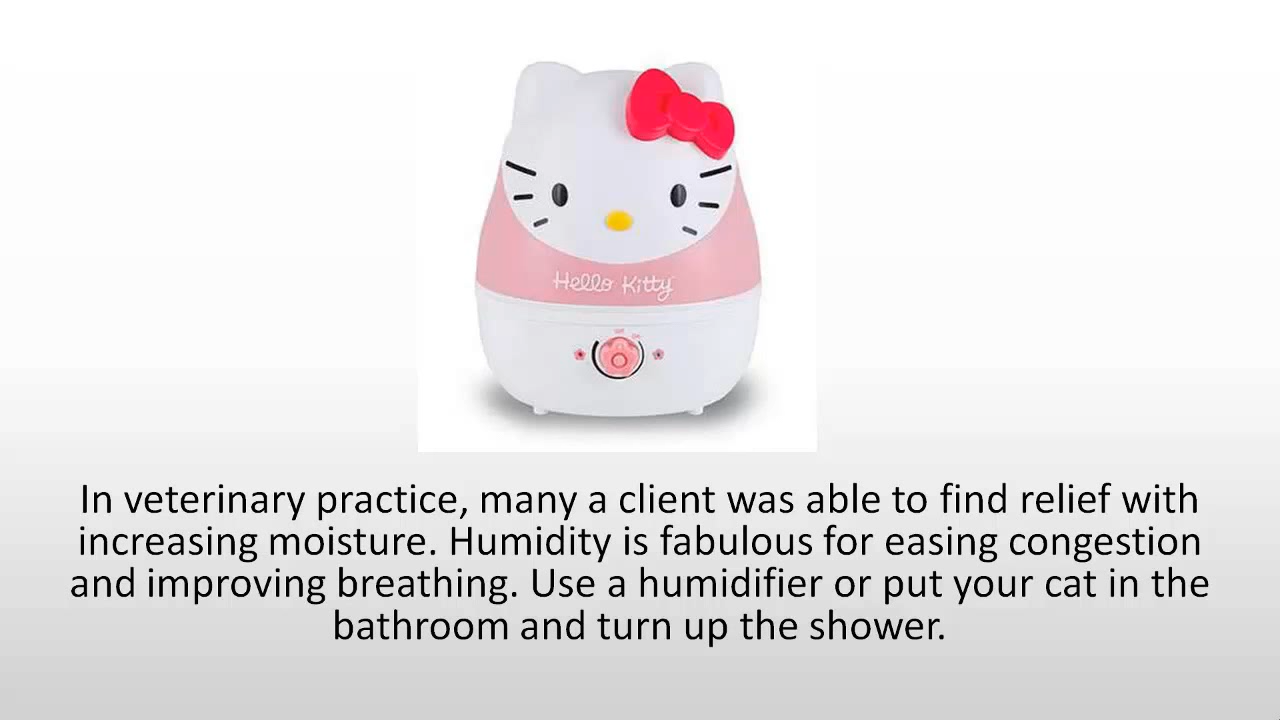 Hello Kitty
In veterinary practice, many a client was able to find relief with
increasing moisture. Humidity is fabulous for easing congestion
and improving breathing. Use a humidifier or put your cat in the
bathroom and turn up the shower.